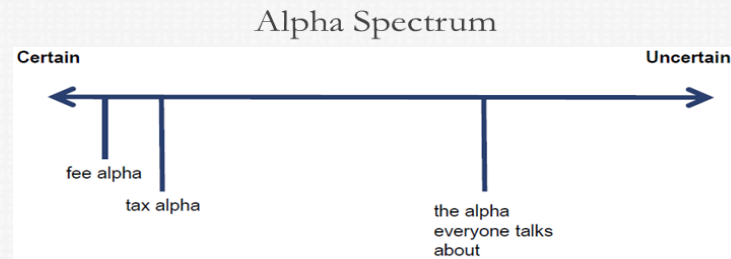 Alpha Spectrum
Certain
Uncertain
fee alpha
tax alpha
the alpha
everyone talks
about